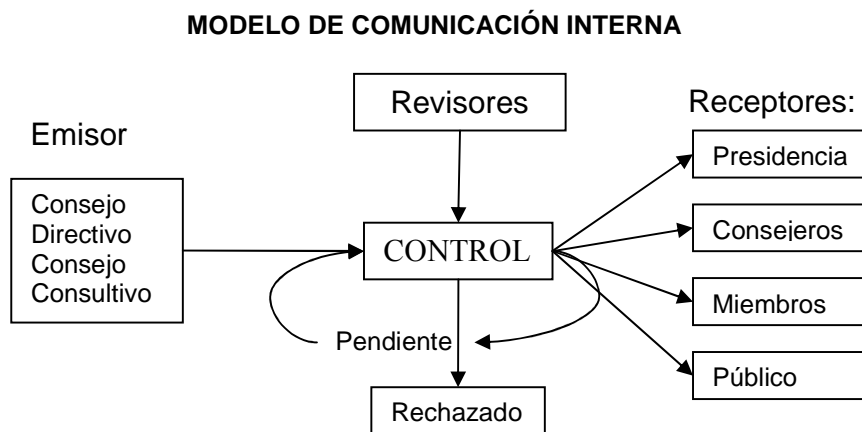 MODELO DE COMUNICACIÓN INTERNA
Revisores
Receptores:
Emisor
Presidencia
Consejo
Directivo
Consejo
Consultivo
CONTROL
Consejeros
Miembros
Pendiente
Público
Rechazado